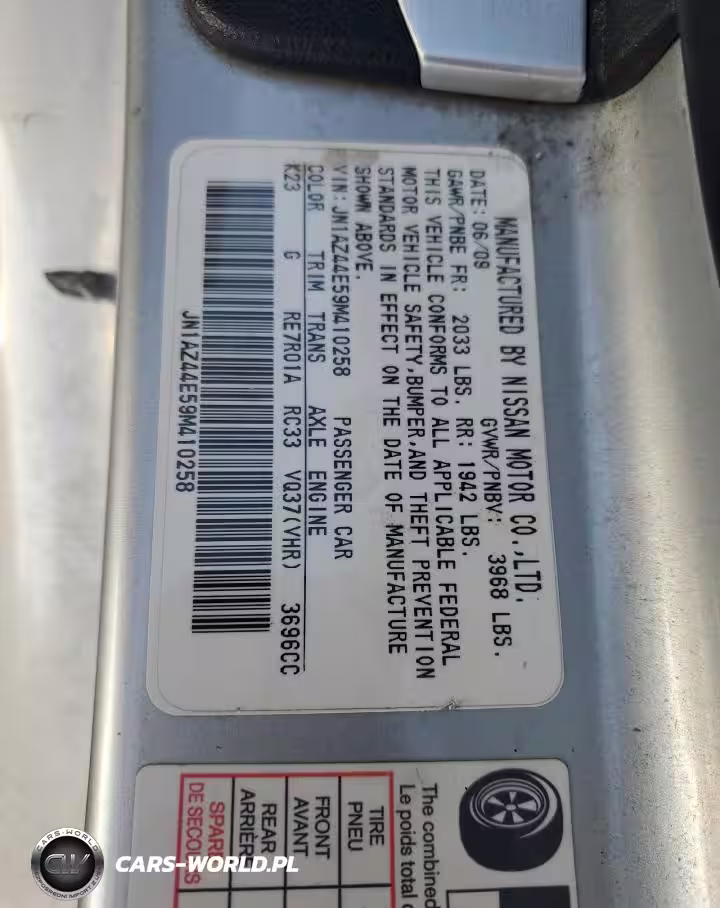 MANUFACTURED BY NISSAN MOTOR CO.,LTD.
DATE: 06/09 GVWR/PNBV: 3968 LBS.
GAWR/PNBE FR: 2033 LBS. RR: 1942 LBS.
THIS VEHICLE CONFORMS TO ALL APPLICABLE FEDERAL
MOTOR VEHICLE SAFETY,BUMPER,AND THEFT PREVENTION
STANDARDS IN EFFECT ON THE DATE OF MANUFACTURE
SHOWN ABOVE.
VIN:JN1AZ44E59M410258 PASSENGER CAR
COLOR TRIM TRANS AXLE ENGINE
K23 G RE7R01A RC33 VQ37(VHR) 3696CC
JN1AZ44E59M410258
The combined
Le poids total
TIRE
PNEU
FRONT
AVANT
REAR
ARRIÈR
SPAR
DE SECOURS
CARS-WORLD
CW
CARS-WORLD.PL